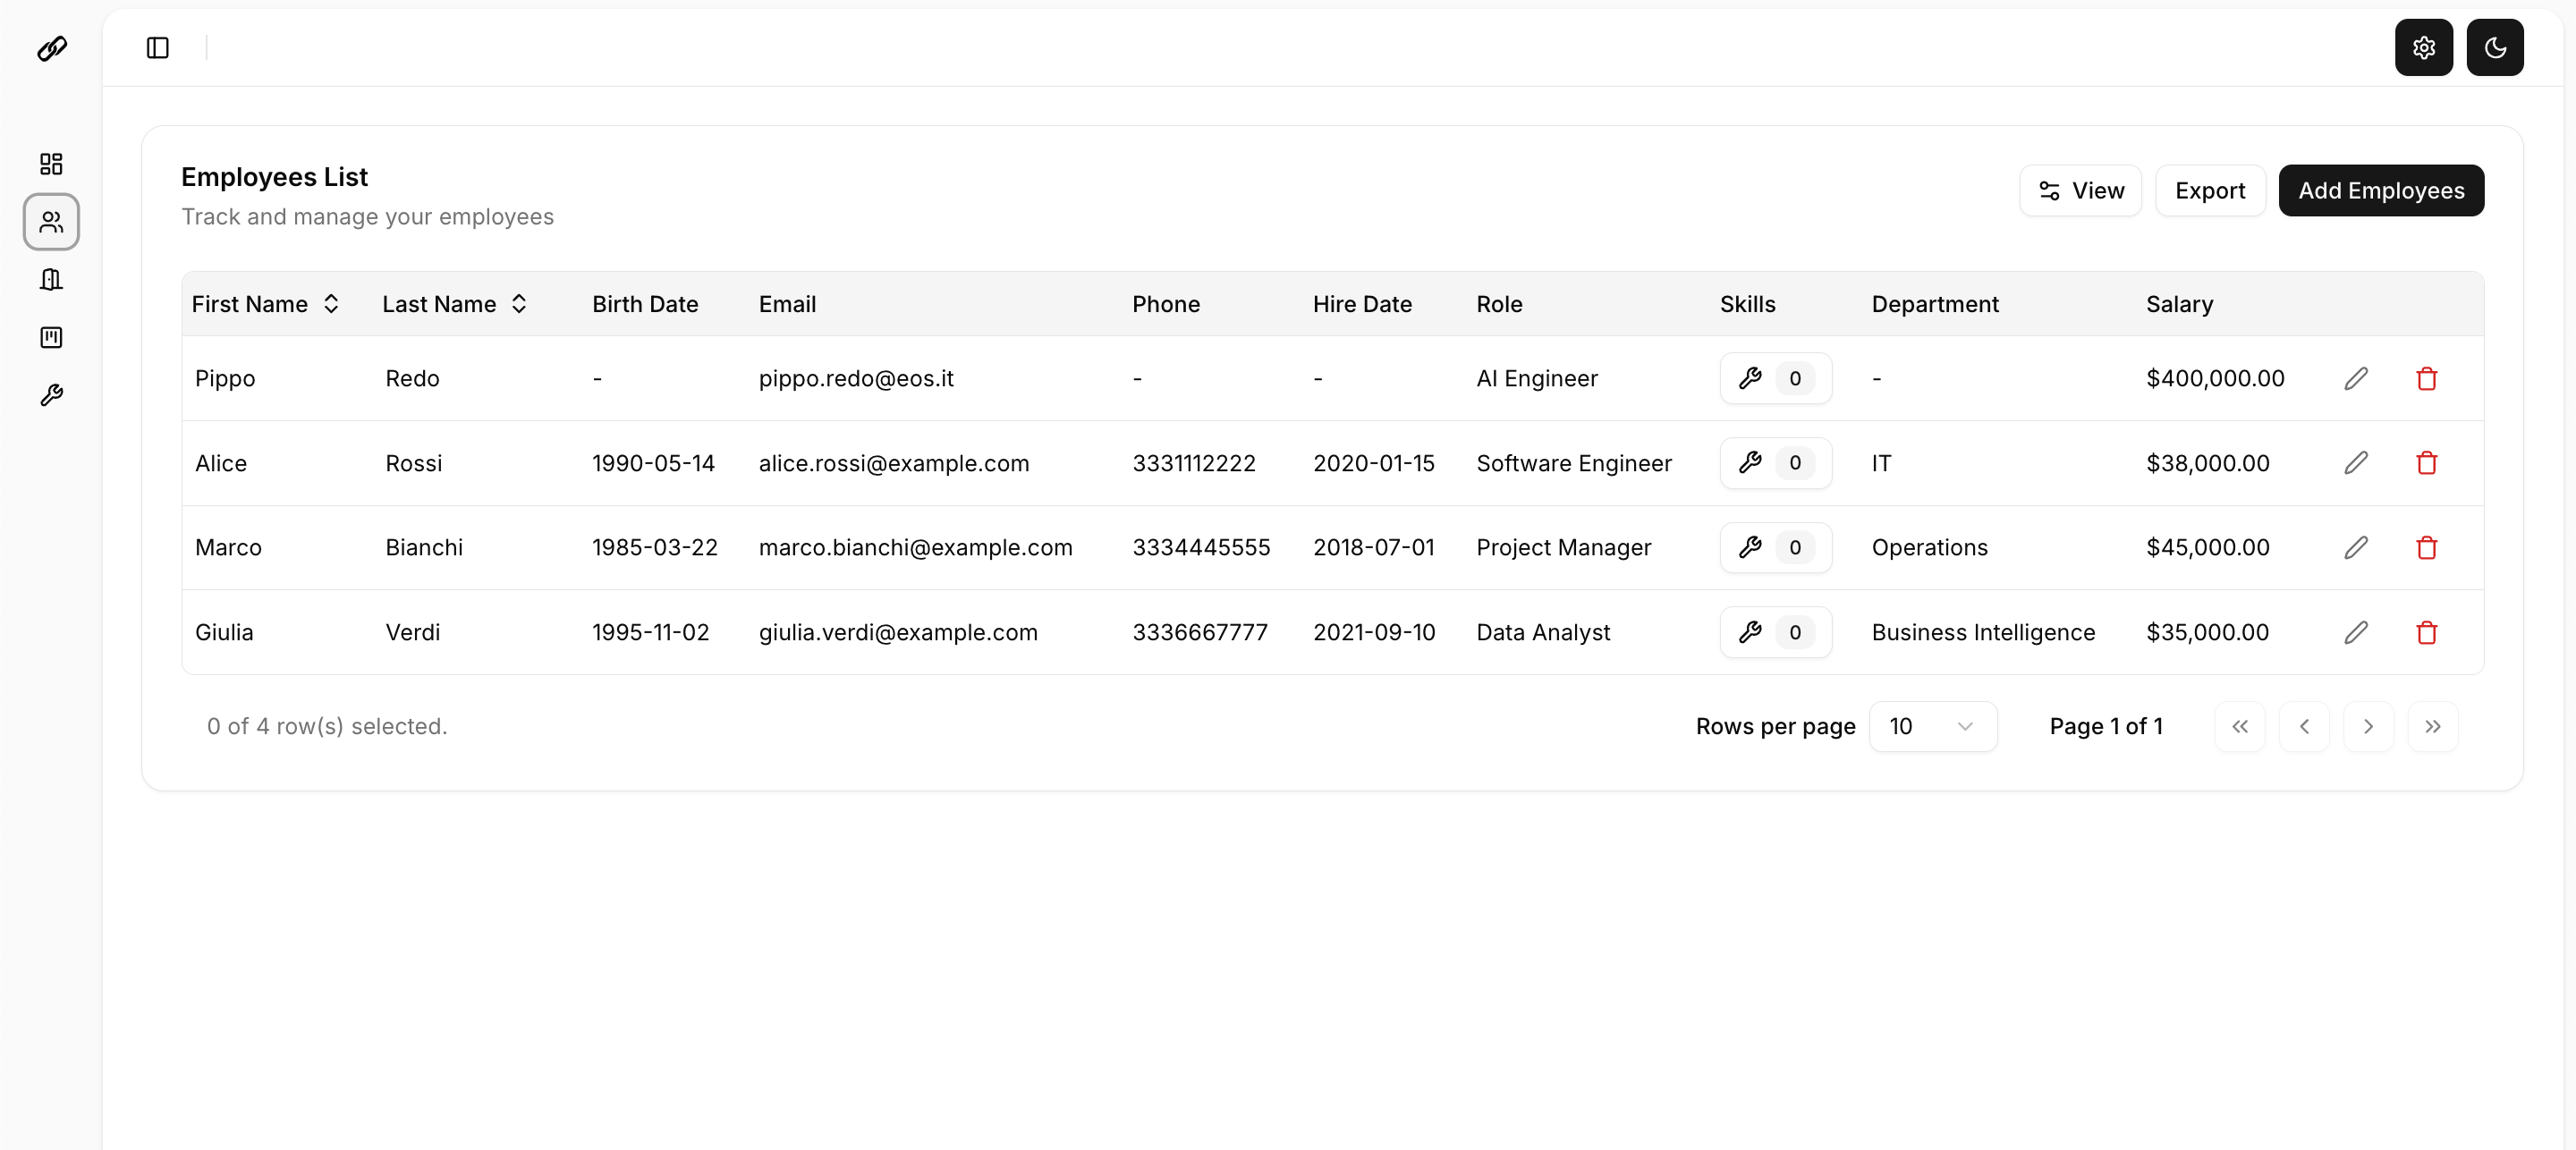 Employees List
Track and manage your employees
View Export Add Employees
First Name Last Name Birth Date Email Phone Hire Date Role Skills Department Salary
Pippo Redo - pippo.redo@eos.it - - AI Engineer 0 - $400,000.00
Alice Rossi 1990-05-14 alice.rossi@example.com 3331112222 2020-01-15 Software Engineer 0 IT $38,000.00
Marco Bianchi 1985-03-22 marco.bianchi@example.com 3334445555 2018-07-01 Project Manager 0 Operations $45,000.00
Giulia Verdi 1995-11-02 giulia.verdi@example.com 3336667777 2021-09-10 Data Analyst 0 Business Intelligence $35,000.00
0 of 4 row(s) selected. Rows per page 10 Page 1 of 1